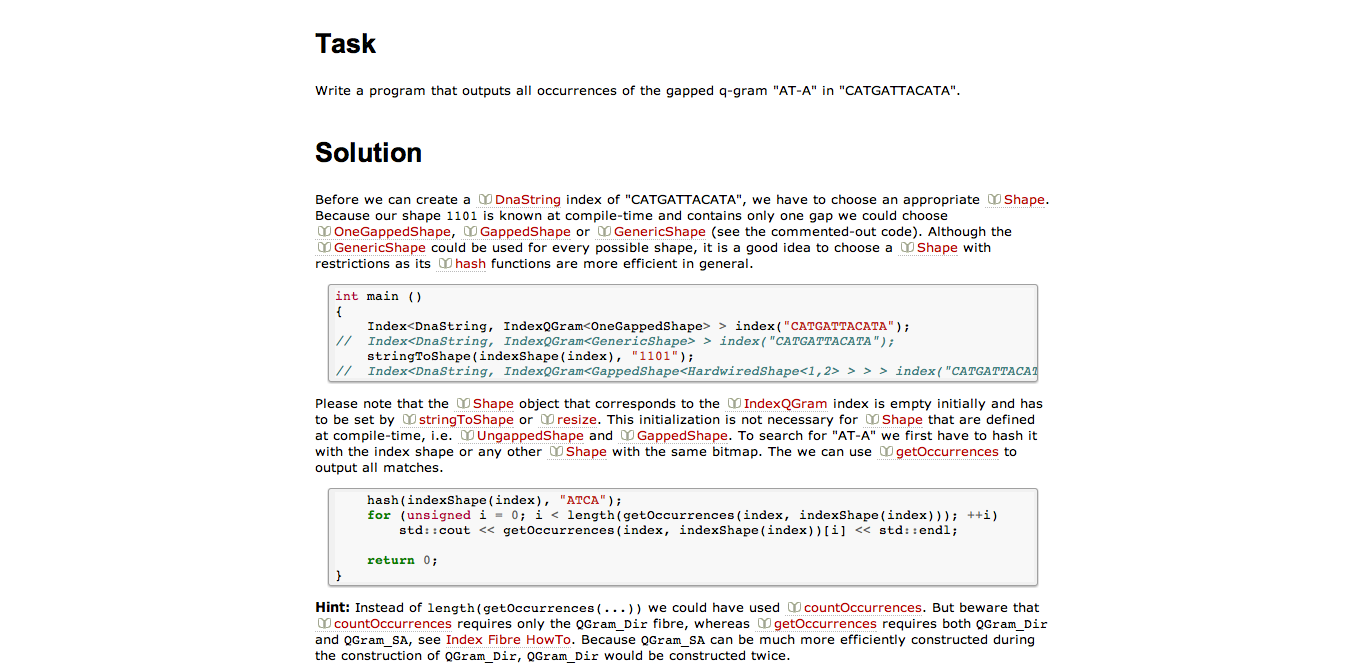 Task
Write a program that outputs all occurrences of the gapped q-gram "AT-A" in "CATGATTACATA".
Solution
Before we can create a DnaString index of "CATGATTACATA", we have to choose an appropriate Shape.
Because our shape 1101 is known at compile-time and contains only one gap we could choose
OneGappedShape, GappedShape or GenericShape (see the commented-out code). Although the
GenericShape could be used for every possible shape, it is a good idea to choose a Shape with
restrictions as its hash functions are more efficient in general.
int main ()
{
    Index<DnaString, IndexQGram<OneGappedShape> > index("CATGATTACATA");
//  Index<DnaString, IndexQGram<GenericShape> > index("CATGATTACATA");
    stringToShape(indexShape(index), "1101");
//  Index<DnaString, IndexQGram<GappedShape<HardwiredShape<1,2> > > > index("CATGATTACAT
Please note that the Shape object that corresponds to the IndexQGram index is empty initially and has
to be set by stringToShape or resize. This initialization is not necessary for Shape that are defined
at compile-time, i.e. UngappedShape and GappedShape. To search for "AT-A" we first have to hash it
with the index shape or any other Shape with the same bitmap. The we can use getOccurrences to
output all matches.
    hash(indexShape(index), "ATCA");
    for (unsigned i = 0; i < length(getOccurrences(index, indexShape(index))); ++i)
        std::cout << getOccurrences(index, indexShape(index))[i] << std::endl;
    return 0;
}
Hint: Instead of length(getOccurrences(...)) we could have used countOccurrences. But beware that
countOccurrences requires only the QGram_Dir fibre, whereas getOccurrences requires both QGram_Dir
and QGram_SA, see Index Fibre HowTo. Because QGram_SA can be much more efficiently constructed during
the construction of QGram_Dir, QGram_Dir would be constructed twice.